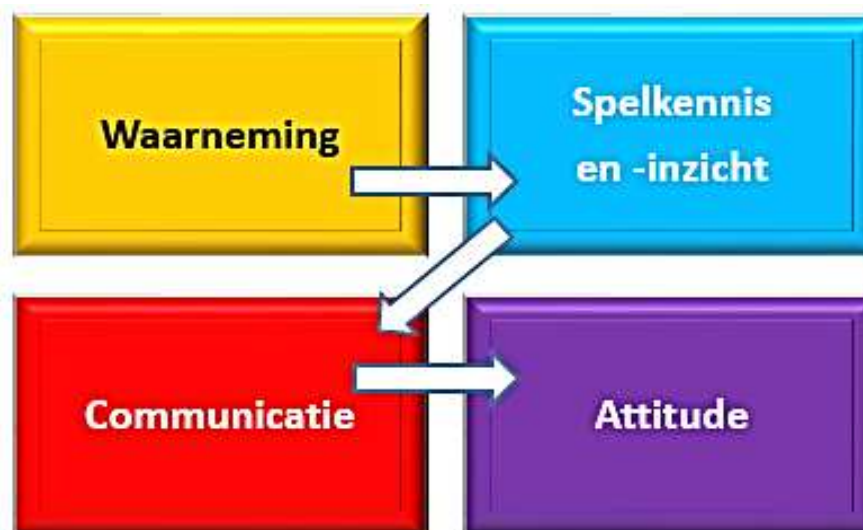 Waarneming
Spelkennis
en -inzicht
Communicatie
Attitude